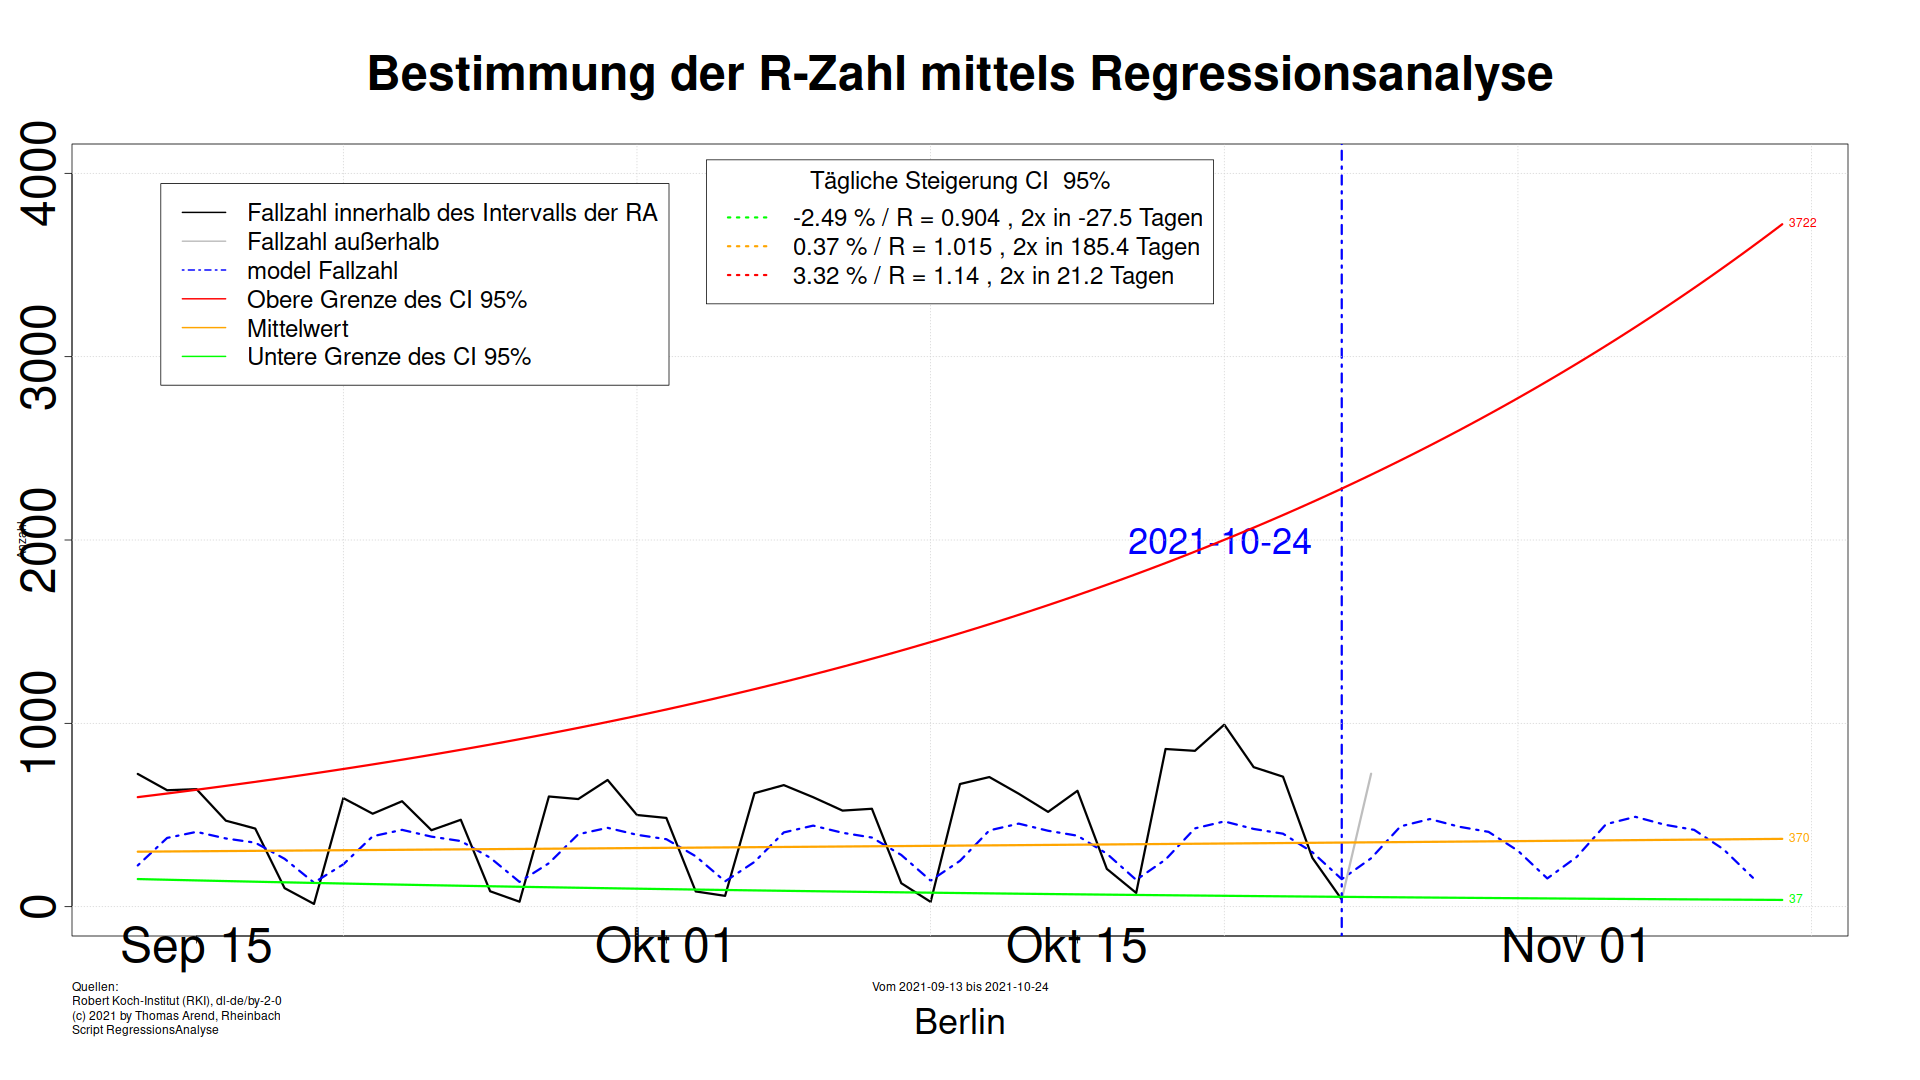 Bestimmung der R-Zahl mittels Regressionsanalyse
4000
3000
2000
1000
0
Anzahl
Fallzahl innerhalb des Intervalls der RA
Fallzahl außerhalb
model Fallzahl
Obere Grenze des CI 95%
Mittelwert
Untere Grenze des CI 95%
Tägliche Steigerung CI 95%
-2.49 % / R = 0.904 , 2x in -27.5 Tagen
0.37 % / R = 1.015 , 2x in 185.4 Tagen
3.32 % / R = 1.14 , 2x in 21.2 Tagen
3722
2021-10-24
370
37
Sep 15 Okt 01 Okt 15 Nov 01
Quellen:
Robert Koch-Institut (RKI), dl-de/by-2-0
(c) 2021 by Thomas Arend, Rheinbach
Script RegressionsAnalyse
Vom 2021-09-13 bis 2021-10-24
Berlin